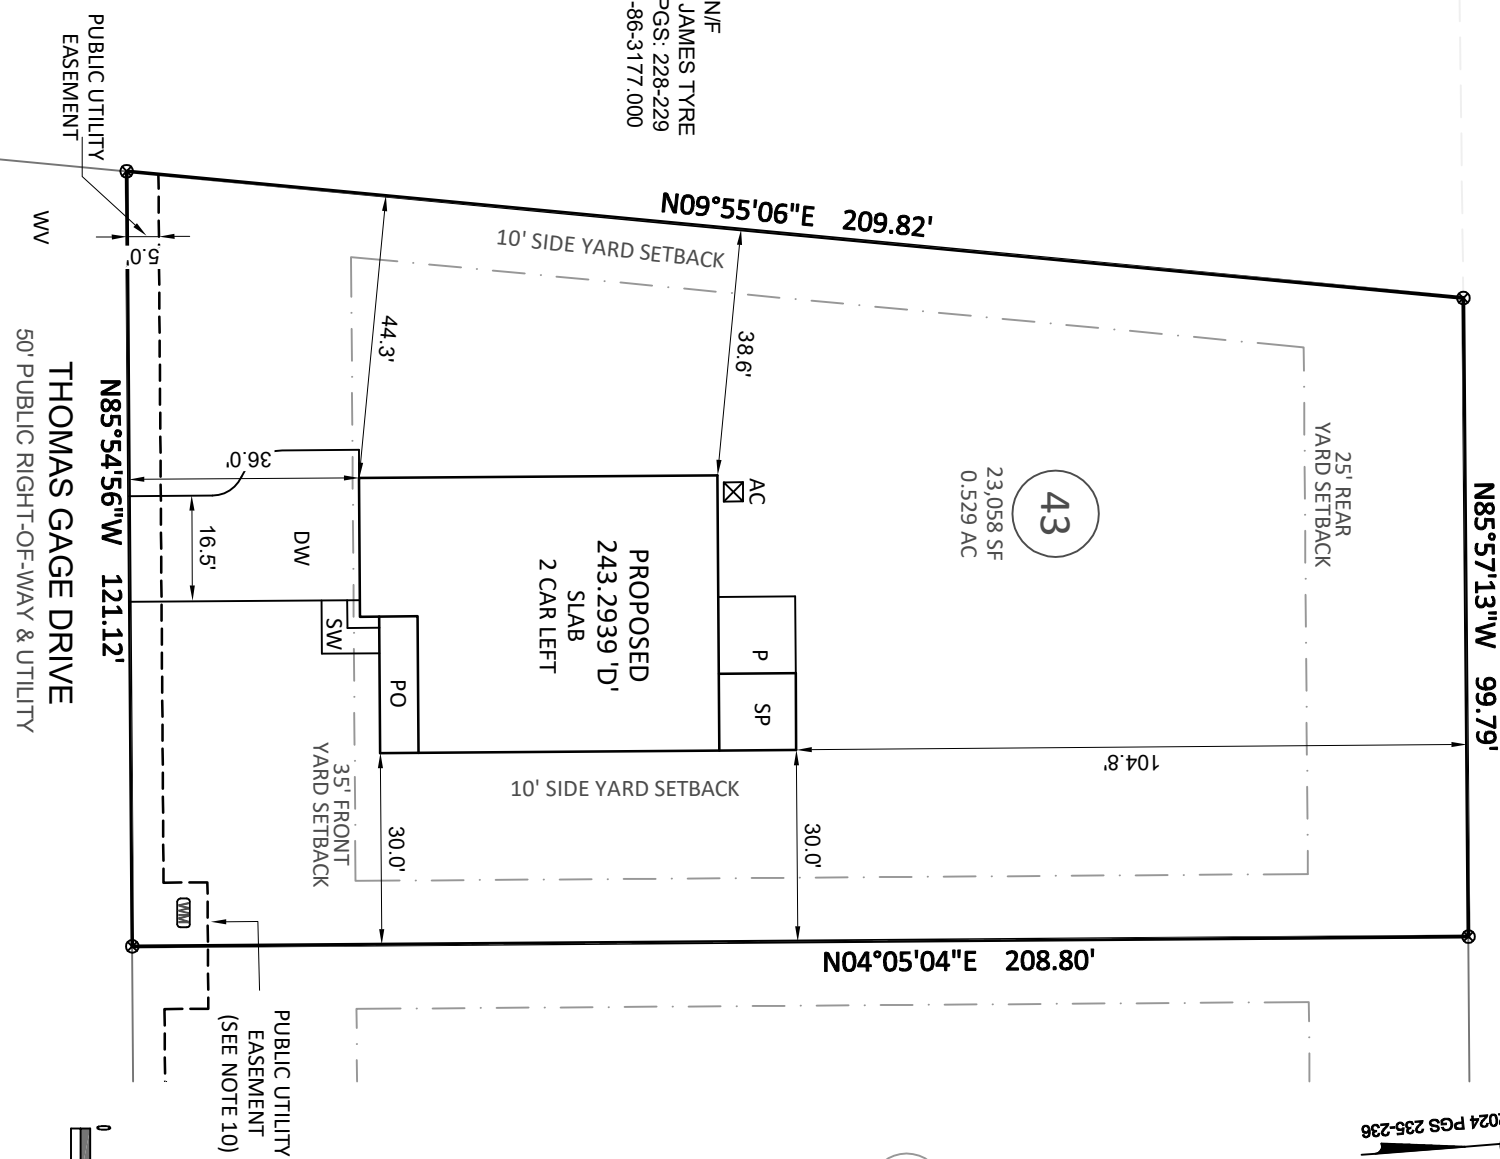 N/F
JAMES TYRE
PGS: 228-229
-86-3177.000
PUBLIC UTILITY
EASEMENT
WV
5.0'
N09°55'06"E 209.82'
10' SIDE YARD SETBACK
44.3'
38.6'
THOMAS GAGE DRIVE
50' PUBLIC RIGHT-OF-WAY & UTILITY
N85°54'56"W 121.12'
36.0'
16.5'
DW
SW
PO
AC
PROPOSED
243.2939 'D'
SLAB
2 CAR LEFT
P
SP
43
23,058 SF
0.529 AC
25' REAR
YARD SETBACK
N85°57'13"W 99.79'
104.8'
10' SIDE YARD SETBACK
35' FRONT
YARD SETBACK
30.0'
30.0'
WM
N04°05'04"E 208.80'
PUBLIC UTILITY
EASEMENT
(SEE NOTE 10)
0
2024 PGS 235-236